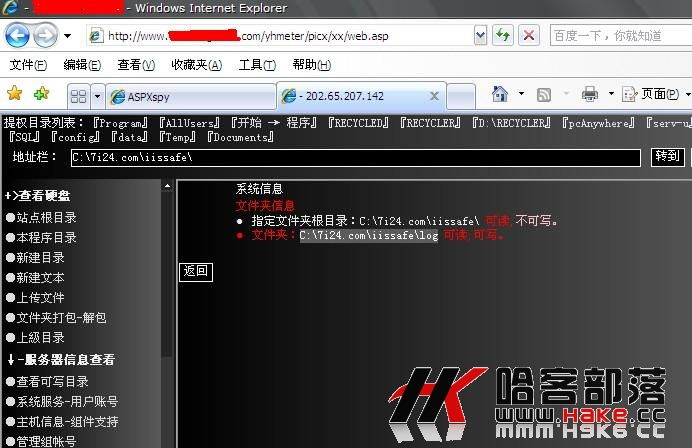 - Windows Internet Explorer
http://www. .com/yhmeter/picx/xx/web.asp
百度一下，你就知道
文件(F) 编辑(E) 查看(V) 收藏夹(A) 工具(T) 帮助(H)
ASPXspy
- 202.65.207.142
页面(P)
提权目录列表：『Program』『AllUsers』『开始 → 程序』『RECYCLED』『RECYCLER』『D:\RECYCLER』『pcAnywhere』『serv-u
『SQL』『config』『data』『Temp』『Documents』
地址栏： C:\7i24.com\iissafe\ 转到
+>查看硬盘
●站点根目录
●本程序目录
●新建目录
●新建文本
●上传文件
●文件夹打包-解包
●上级目录
↓-服务器信息查看
●查看可写目录
●系统服务-用户账号
●主机信息-组件支持
●管理组帐号
系统信息
文件夹信息
● 指定文件夹根目录：C:\7i24.com\iissafe\ 可读,不可写。
● 文件夹：C:\7i24.com\iissafe\log 可读,可写。
返回
HK 哈客部落
www.Hake.cc